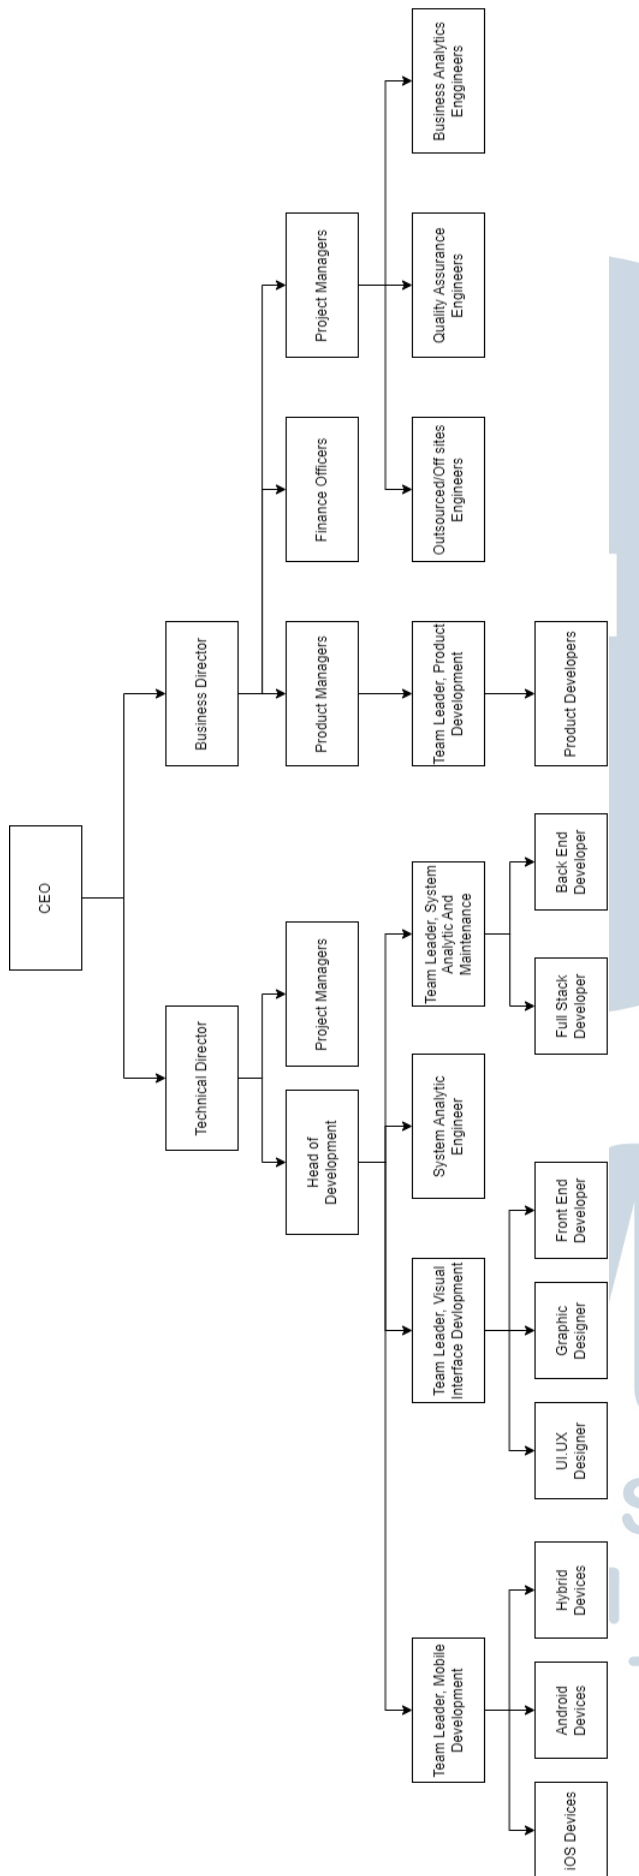 CEO
Technical Director
Business Director
Head of
Development
Project Managers
Product Managers
Finance Officers
Project Managers
Team Leader, Mobile
Development
Team Leader, Visual
Interface Devlopment
System Analytic
Engineer
Team Leader, System
Analytic And
Maintenance
Team Leader, Product
Development
Outsourced/Off sites
Engineers
Quality Assurance
Engineers
Business Analytics
Enggineers
iOS Devices
Android
Devices
Hybrid
Devices
UI.UX
Designer
Graphic
Designer
Front End
Developer
Full Stack
Developer
Back End
Developer
Product Developers